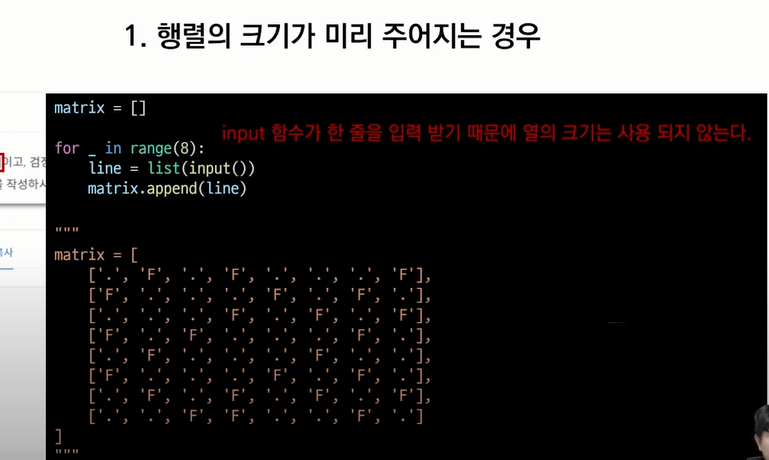 1. 행렬의 크기가 미리 주어지는 경우
matrix = []
input 함수가 한 줄을 입력 받기 때문에 열의 크기는 사용 되지 않는다.
for _ in range(8):
이고, 검정
line = list(input())
을 작성하시
matrix.append(line)
"""
복사
matrix = [
['.', 'F', '.', 'F', '.', '.', '.', 'F'],
['F', '.', '.', '.', 'F', '.', 'F', '.'],
['.', '.', '.', 'F', '.', 'F', '.', 'F'],
['F', '.', 'F', '.', '.', '.', 'F', '.'],
['.', 'F', '.', '.', '.', 'F', '.', '.'],
['F', '.', '.', '.', 'F', '.', 'F', '.'],
['.', 'F', '.', 'F', '.', 'F', '.', 'F'],
['.', '.', 'F', 'F', '.', '.', 'F', '.']
]
"""